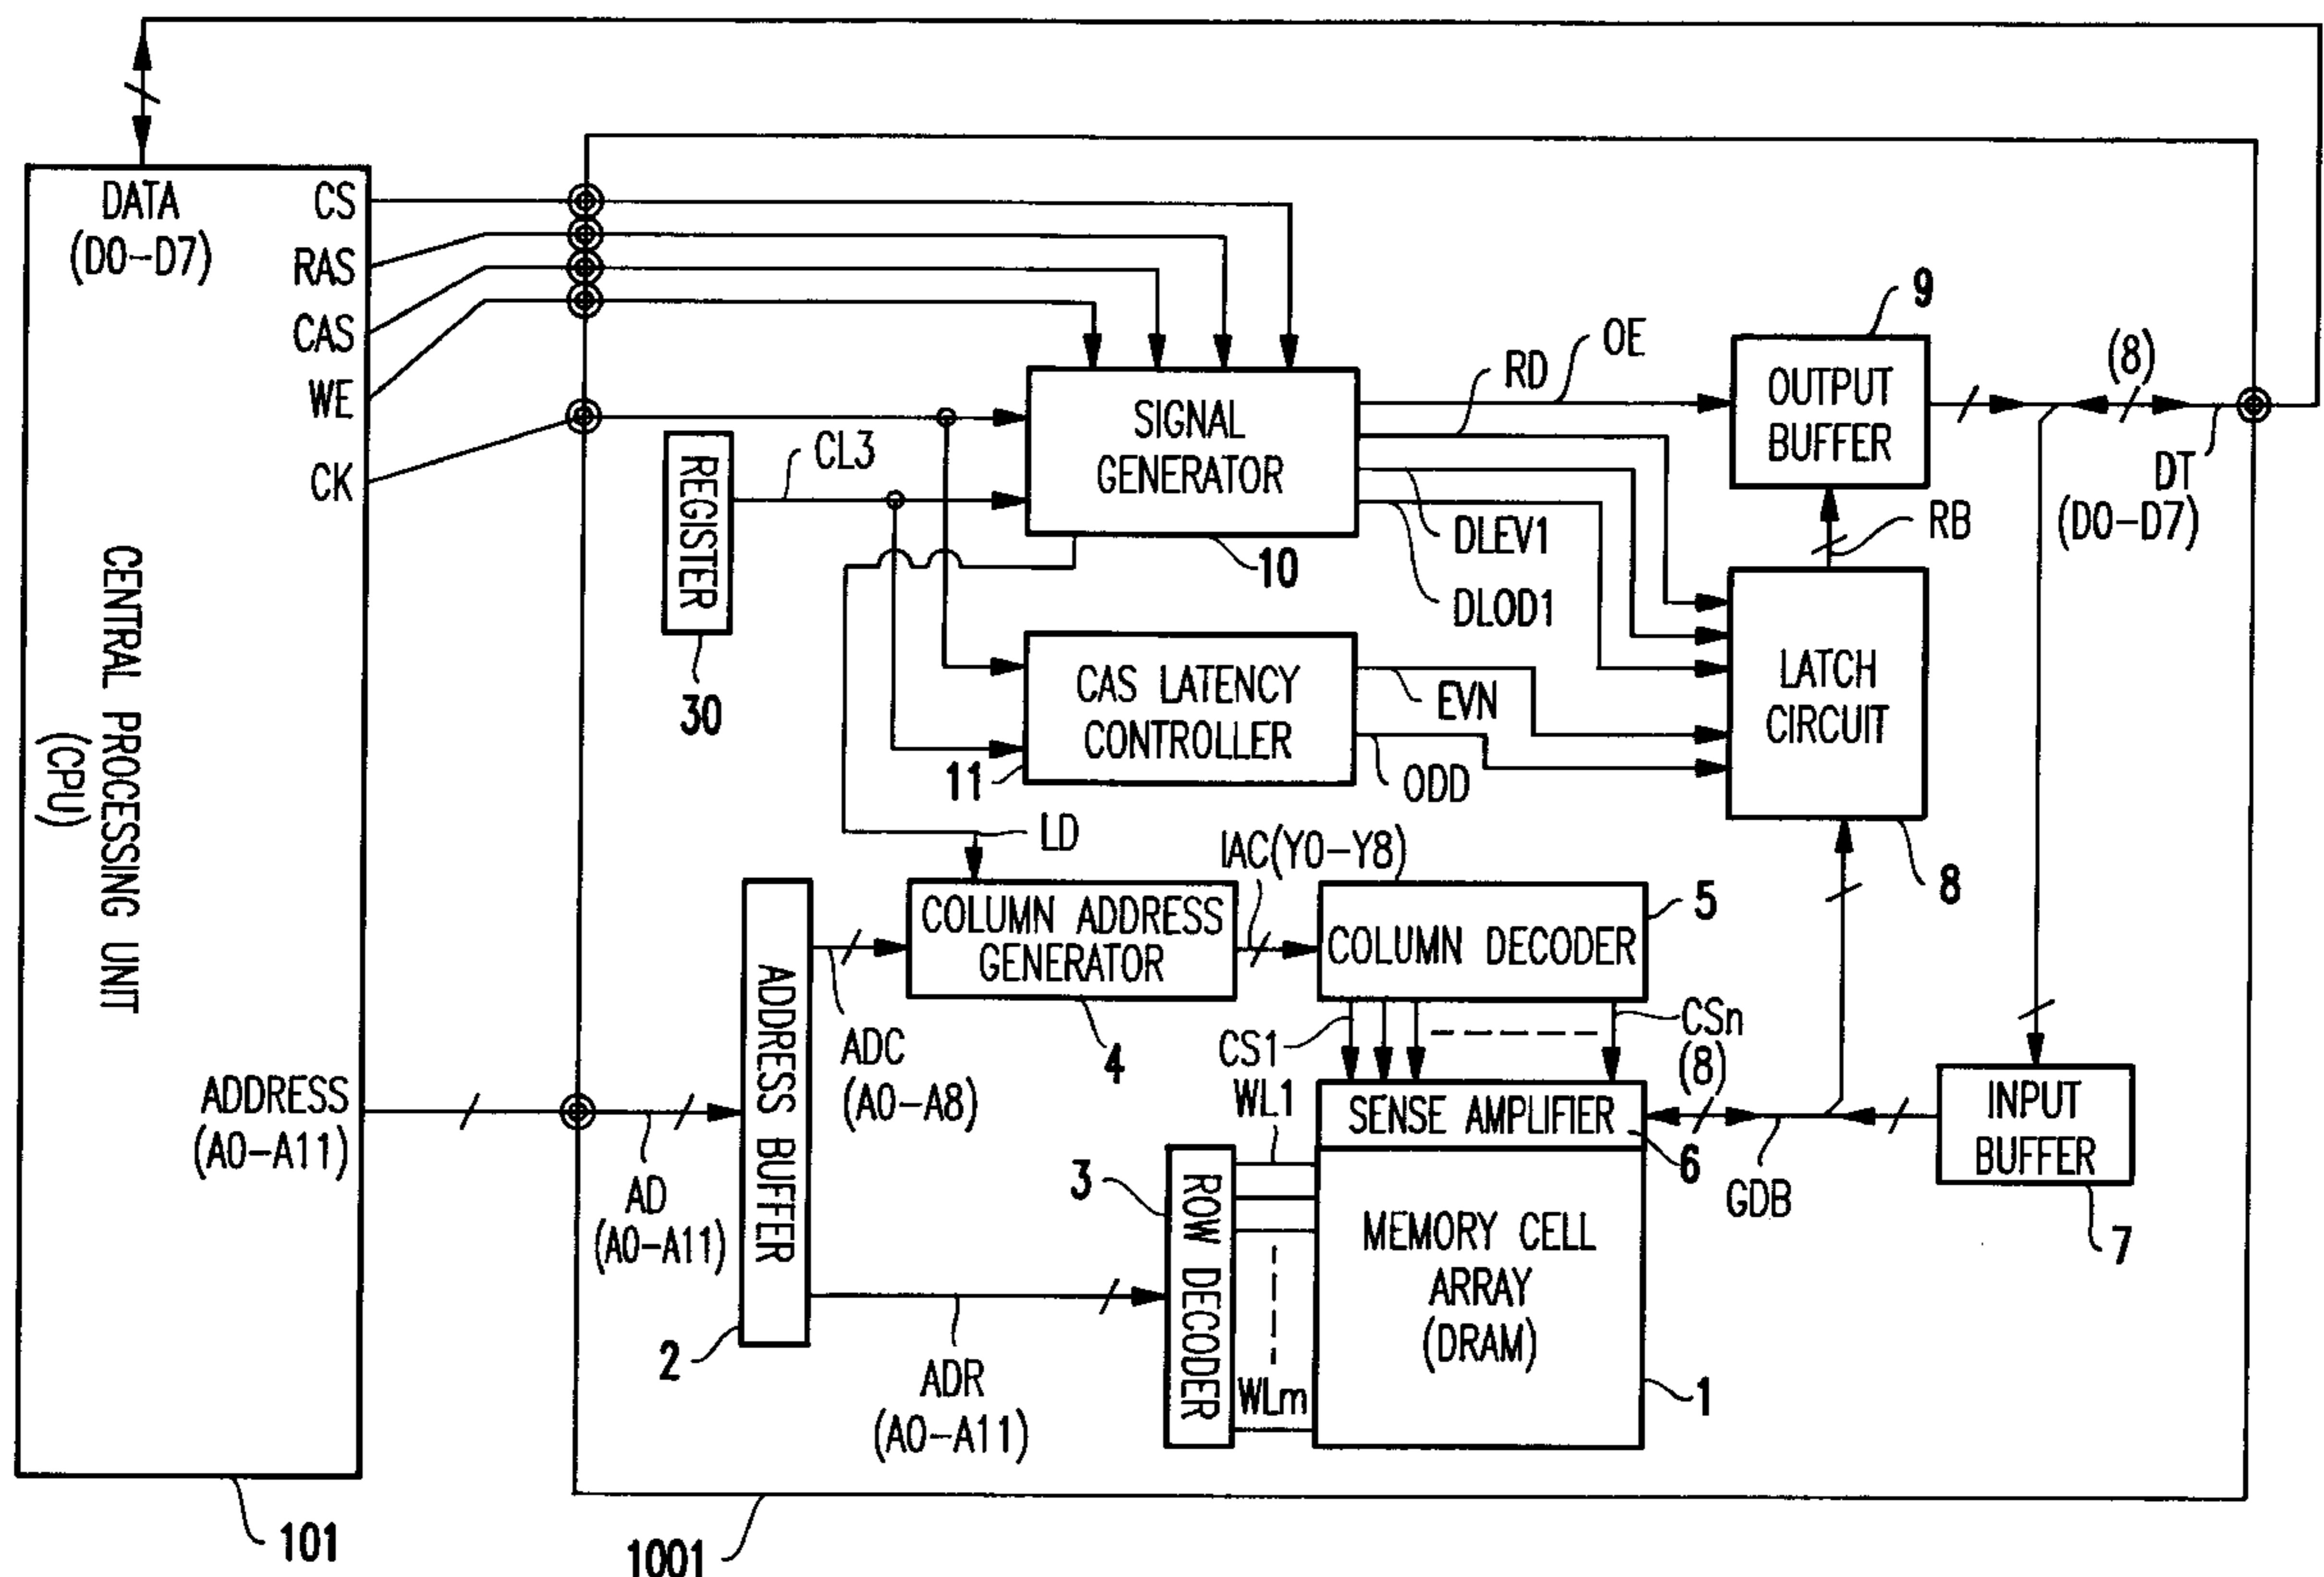 DATA
(D0-D7)
CS
RAS
CAS
WE
CK
CENTRAL PROCESSING UNIT
(CPU)
ADDRESS
(A0-A11)
101
1001
REGISTER
30
CL3
SIGNAL
GENERATOR
10
OE
RD
DLEV1
DLOD1
9
OUTPUT
BUFFER
(8)
DT
(D0-D7)
RB
CAS LATENCY
CONTROLLER
11
EVN
ODD
LATCH
CIRCUIT
8
LD
IAC(Y0-Y8)
COLUMN ADDRESS
GENERATOR
4
COLUMN DECODER
5
ADDRESS BUFFER
2
ADC
(A0-A8)
AD
(A0-A11)
ADR
(A0-A11)
CS1
CSn
(8)
WL1
SENSE AMPLIFIER
6
GDB
INPUT
BUFFER
7
3
ROW DECODER
WLm
MEMORY CELL
ARRAY
(DRAM)
1